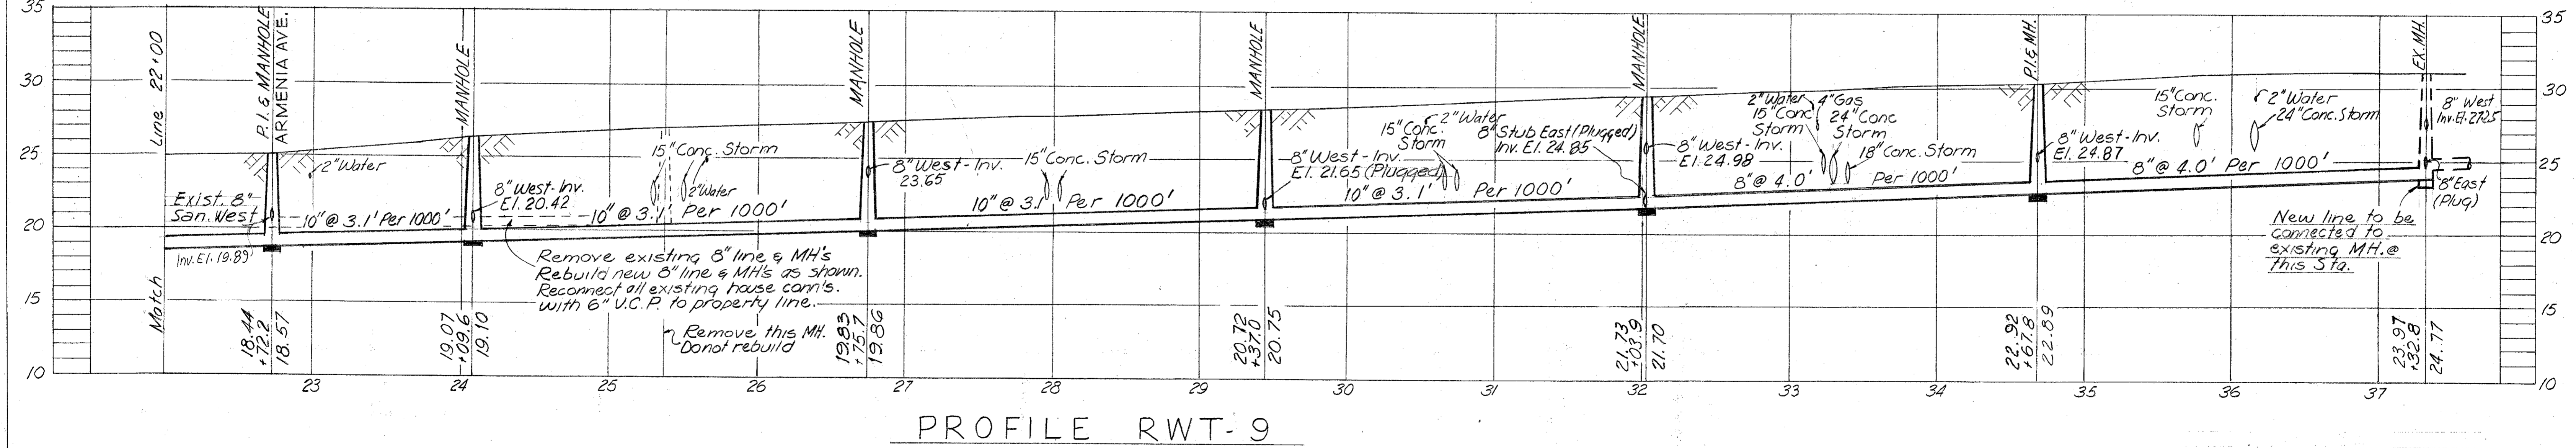 35
30
25
20
15
10
Line 22+00
Match
P.I. & MANHOLE
ARMENIA AVE.
2" Water
Exist. 8"
San. West
Inv. El. 19.89
10" @ 3.1' Per 1000'
18.44
+72.2
18.57
MANHOLE
8" West-Inv.
El. 20.42
19.07
+09.6
19.10
15" Conc. Storm
2" Water
10" @ 3.1' Per 1000'
Remove existing 8" line & MH's
Rebuild new 8" line & MH's as shown.
Reconnect all existing house conn's.
with 6" V.C.P. to property line.
Remove this MH.
Do not rebuild
MANHOLE
8" West-Inv.
23.65
19.83
+75.7
19.86
15" Conc. Storm
10" @ 3.1' Per 1000'
MANHOLE
8" West-Inv.
El. 21.65 (Plugged)
20.72
+37.0
20.75
15" Conc.
Storm
2" Water
10" @ 3.1' Per 1000'
8" Stub East (Plugged)
Inv. El. 24.85
MANHOLE
8" West-Inv.
El. 24.98
21.73
+03.9
21.70
2" Water
15" Conc
Storm
4" Gas
24" Conc
Storm
18" Conc. Storm
8" @ 4.0' Per 1000'
P.I. & MH.
8" West-Inv.
El. 24.87
22.92
+67.8
22.89
15" Conc.
Storm
2" Water
24" Conc. Storm
8" @ 4.0' Per 1000'
EX. MH.
8" West
Inv. El. 27.25
8" East
(Plug)
New line to be
connected to
existing MH. @
this Sta.
23.97
+32.8
24.77
35
30
25
20
15
10
23 24 25 26 27 28 29 30 31 32 33 34 35 36 37
PROFILE RWT-9